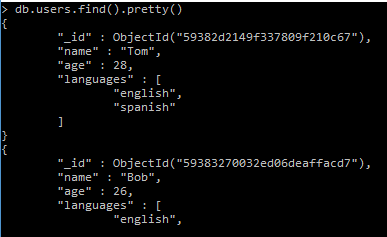 > db.users.find().pretty()
{
"_id" : ObjectId("59382d2149f337809f210c67"),
"name" : "Tom",
"age" : 28,
"languages" : [
"english",
"spanish"
]
}
{
"_id" : ObjectId("59383270032ed06deaffacd7"),
"name" : "Bob",
"age" : 26,
"languages" : [
"english",